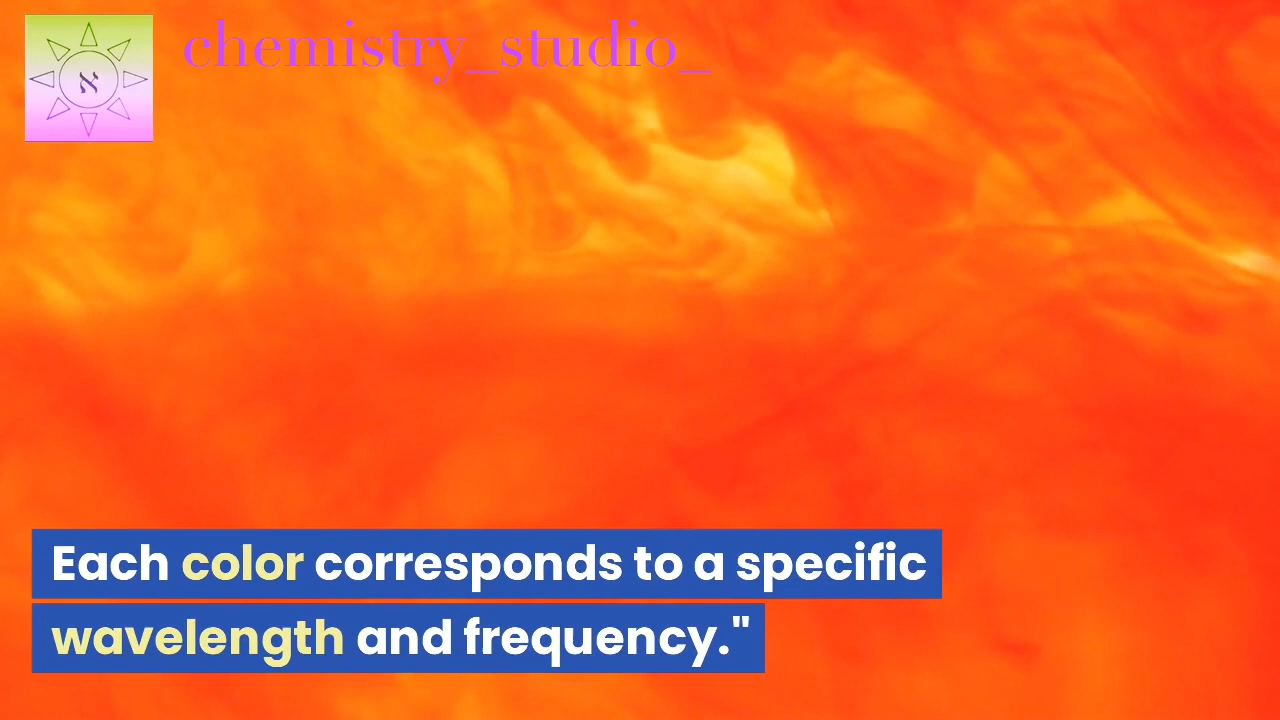 chemistry_studio_
א
Each color corresponds to a specific
wavelength and frequency."